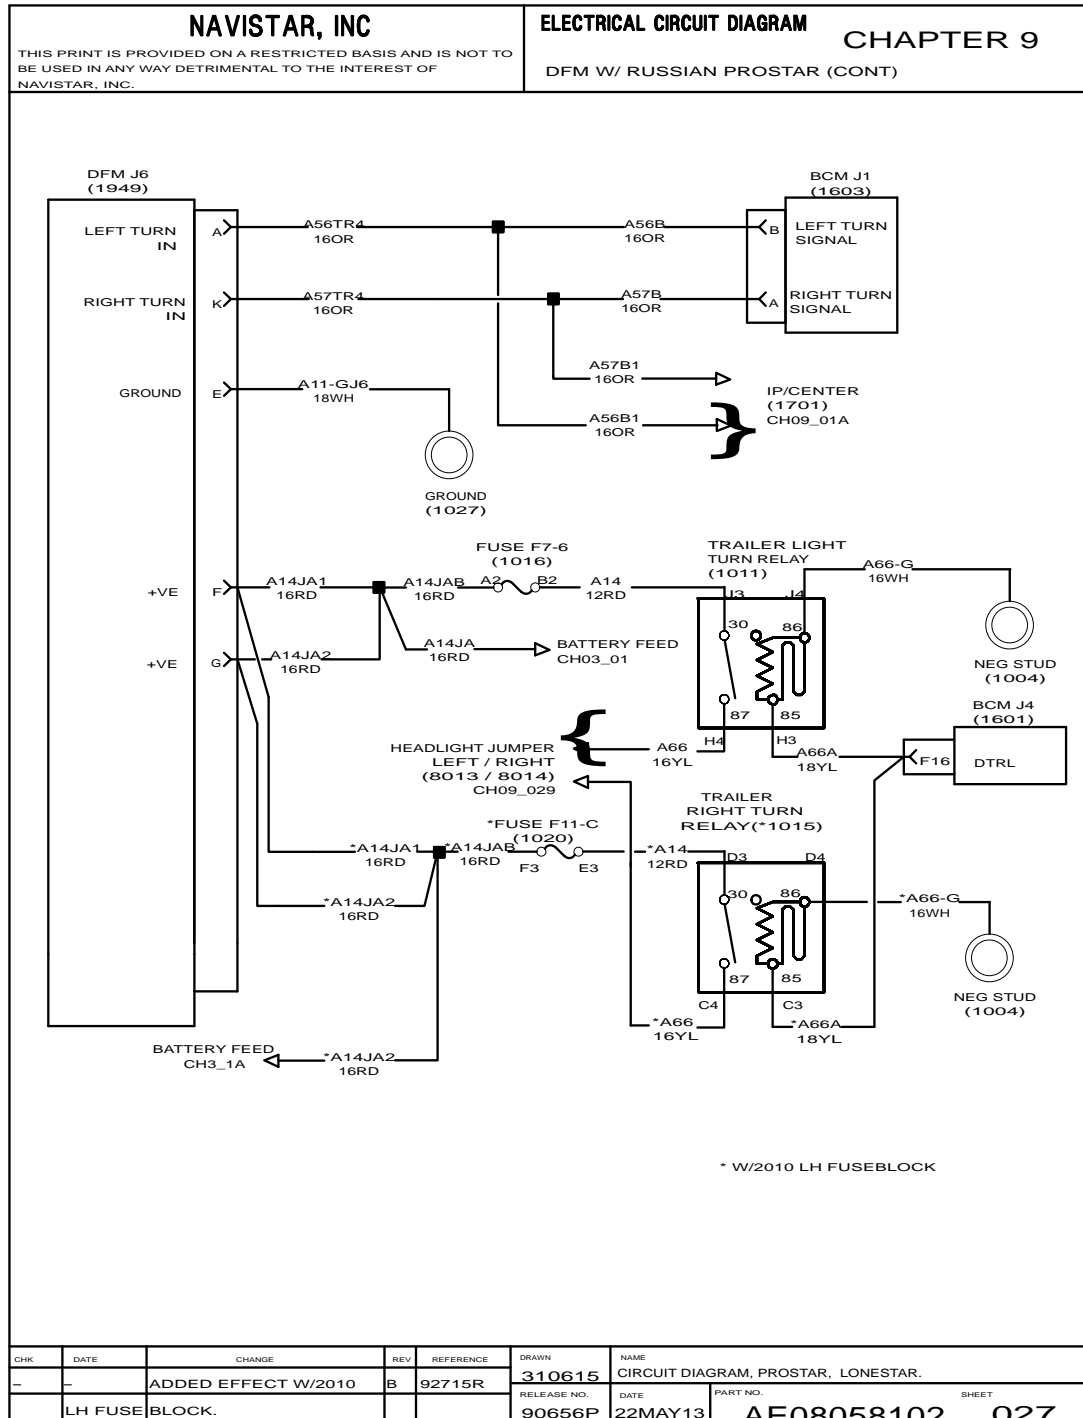 NAVISTAR, INC
THIS PRINT IS PROVIDED ON A RESTRICTED BASIS AND IS NOT TO
BE USED IN ANY WAY DETRIMENTAL TO THE INTEREST OF
NAVISTAR, INC.
ELECTRICAL CIRCUIT DIAGRAM
CHAPTER 9
DFM W/ RUSSIAN PROSTAR (CONT)
DFM J6
(1949)
BCM J1
(1603)
LEFT TURN
IN
A
A56TR4
16OR
A56B
16OR
B
LEFT TURN
SIGNAL
RIGHT TURN
IN
K
A57TR4
16OR
A57B
16OR
A
RIGHT TURN
SIGNAL
A57B1
16OR
GROUND
E
A11-GJ6
18WH
IP/CENTER
(1701)
CH09_01A
A56B1
16OR
GROUND
(1027)
FUSE F7-6
(1016)
TRAILER LIGHT
TURN RELAY
(1011)
A66-G
16WH
+VE
F
A14JA1
16RD
A14JAB
16RD
A2
B2
A14
12RD
J3
J4
30
86
A14JA
16RD
BATTERY FEED
CH03_01
+VE
G
A14JA2
16RD
NEG STUD
(1004)
87
85
BCM J4
(1601)
HEADLIGHT JUMPER
LEFT / RIGHT
(8013 / 8014)
CH09_029
A66
16YL
H4
H3
A66A
18YL
F16
DTRL
TRAILER
RIGHT TURN
RELAY(*1015)
*FUSE F11-C
(1020)
*A14JA1
16RD
*A14JAB
16RD
F3
E3
*A14
12RD
D3
D4
30
86
*A66-G
16WH
*A14JA2
16RD
87
85
NEG STUD
(1004)
C4
C3
*A66
16YL
*A66A
18YL
BATTERY FEED
CH3_1A
*A14JA2
16RD
* W/2010 LH FUSEBLOCK
CHK
DATE
CHANGE
REV
REFERENCE
DRAWN
NAME
–
–
ADDED EFFECT W/2010
B
92715R
310615
CIRCUIT DIAGRAM, PROSTAR, LONESTAR.
LH FUSE BLOCK.
RELEASE NO.
DATE
PART NO.
SHEET
90656P
22MAY13
AE08058102
027